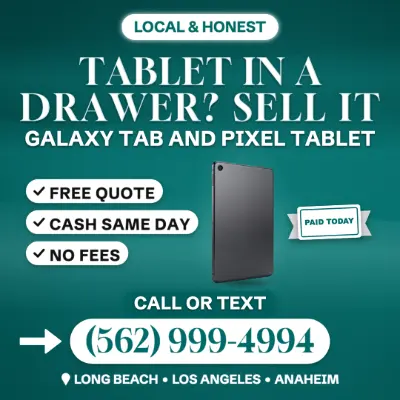 LOCAL & HONEST
TABLET IN A
DRAWER? SELL IT
GALAXY TAB AND PIXEL TABLET
FREE QUOTE
CASH SAME DAY
NO FEES
PAID TODAY
CALL OR TEXT
(562) 999-4994
LONG BEACH • LOS ANGELES • ANAHEIM